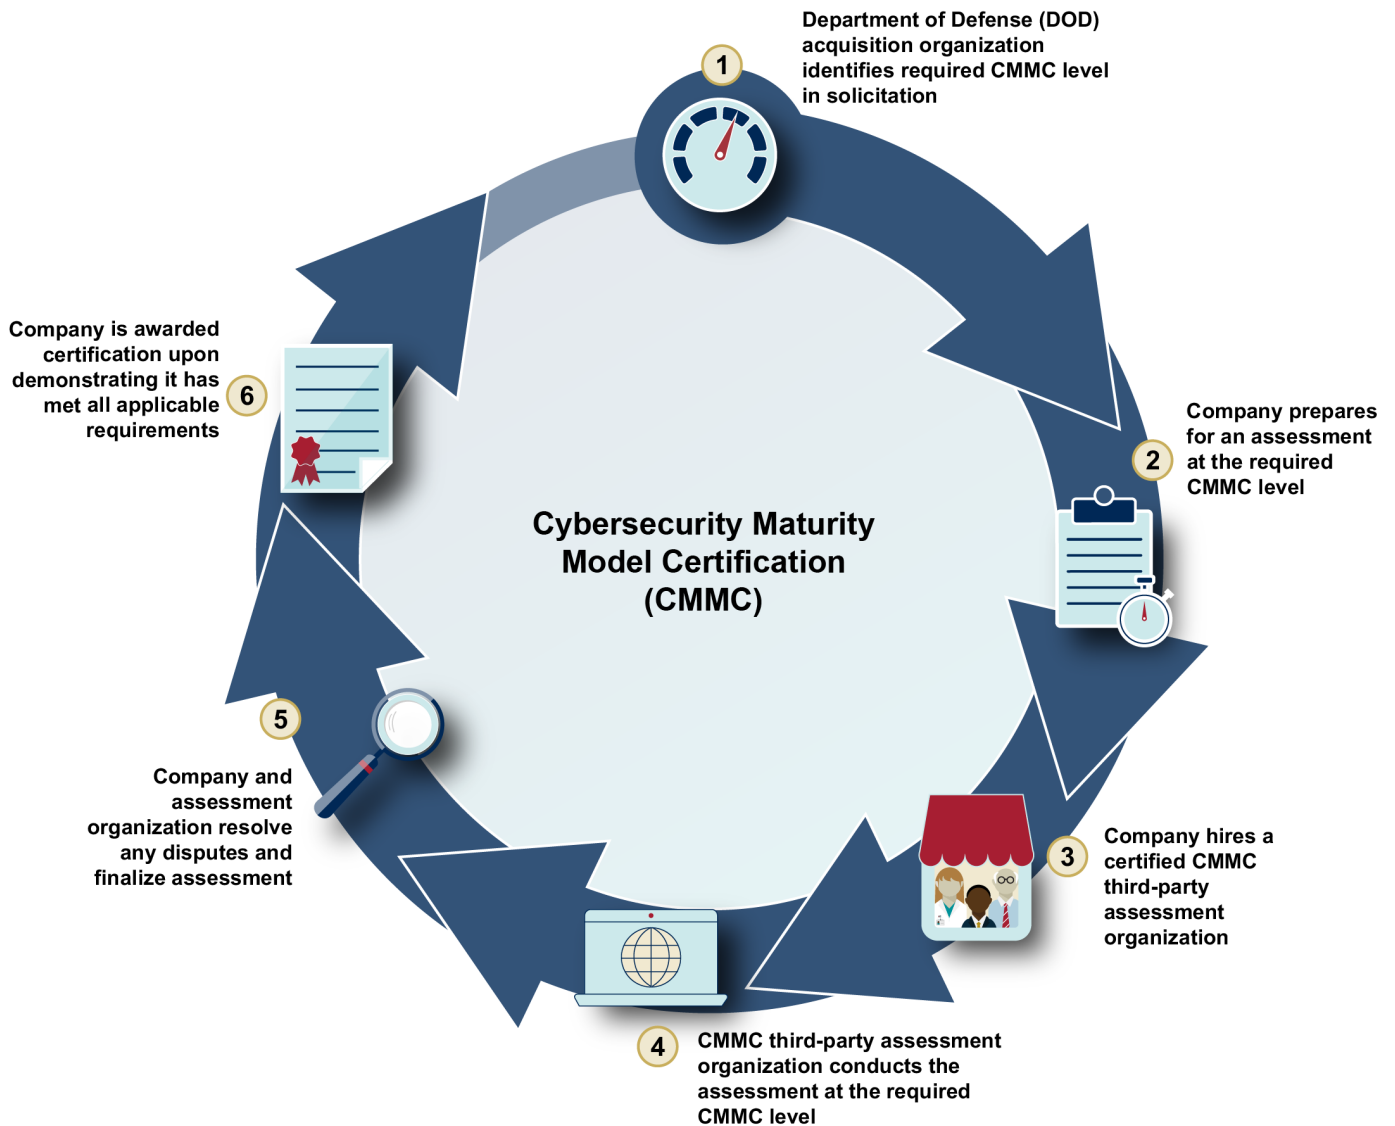 1
Department of Defense (DOD)
acquisition organization
identifies required CMMC level
in solicitation
2
Company prepares
for an assessment
at the required
CMMC level
3
Company hires a
certified CMMC
third-party
assessment
organization
4
CMMC third-party assessment
organization conducts the
assessment at the required
CMMC level
5
Company and
assessment
organization resolve
any disputes and
finalize assessment
6
Company is awarded
certification upon
demonstrating it has
met all applicable
requirements
Cybersecurity Maturity
Model Certification
(CMMC)